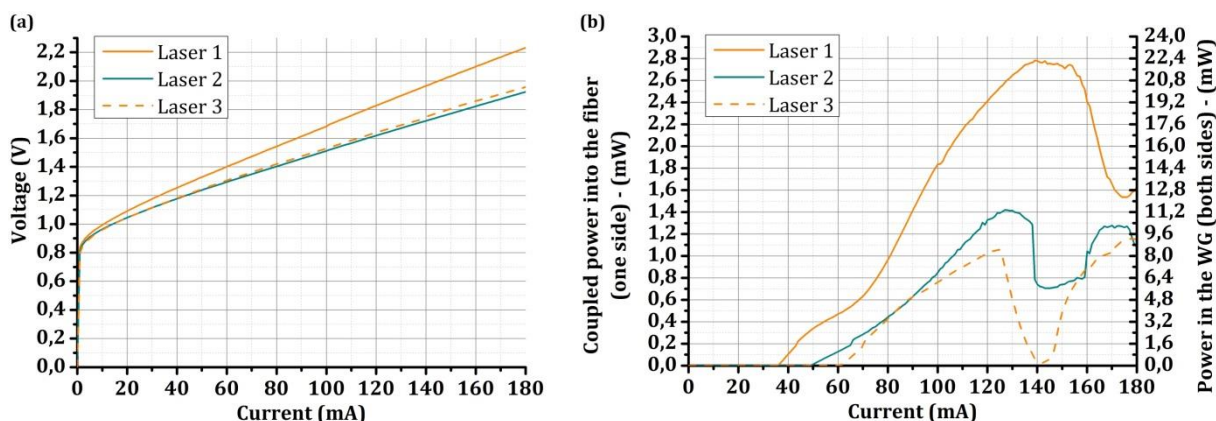 (a)
2,2
2,0
1,8
1,6
1,4
1,2
1,0
0,8
0,6
0,4
0,2
0,0
Voltage (V)
Laser 1
Laser 2
Laser 3
0 20 40 60 80 100 120 140 160 180
Current (mA)
(b)
Coupled power into the fiber
(one side) - (mW)
3,0
2,8
2,6
2,4
2,2
2,0
1,8
1,6
1,4
1,2
1,0
0,8
0,6
0,4
0,2
0,0
Laser 1
Laser 2
Laser 3
0 20 40 60 80 100 120 140 160 180
Current (mA)
24,0
22,4
20,8
19,2
17,6
16,0
14,4
12,8
11,2
9,6
8,0
6,4
4,8
3,2
1,6
0,0
Power in the WG (both sides) - (mW)